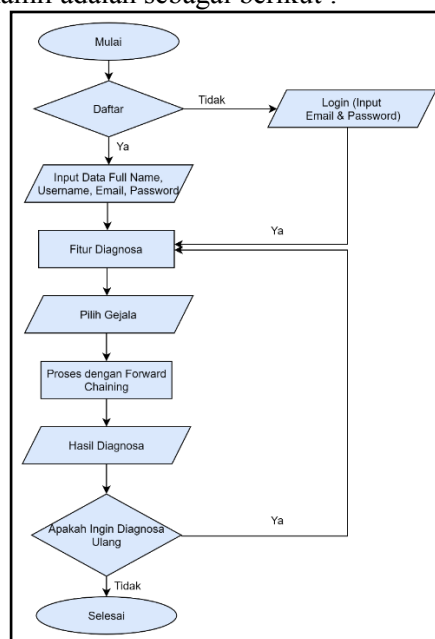 adalah sebagai berikut :
Mulai
Daftar
Tidak
Login (Input
Email & Password)
Ya
Input Data Full Name,
Username, Email, Password
Ya
Fitur Diagnosa
Pilih Gejala
Proses dengan Forward
Chaining
Hasil Diagnosa
Apakah Ingin Diagnosa
Ulang
Ya
Tidak
Selesai